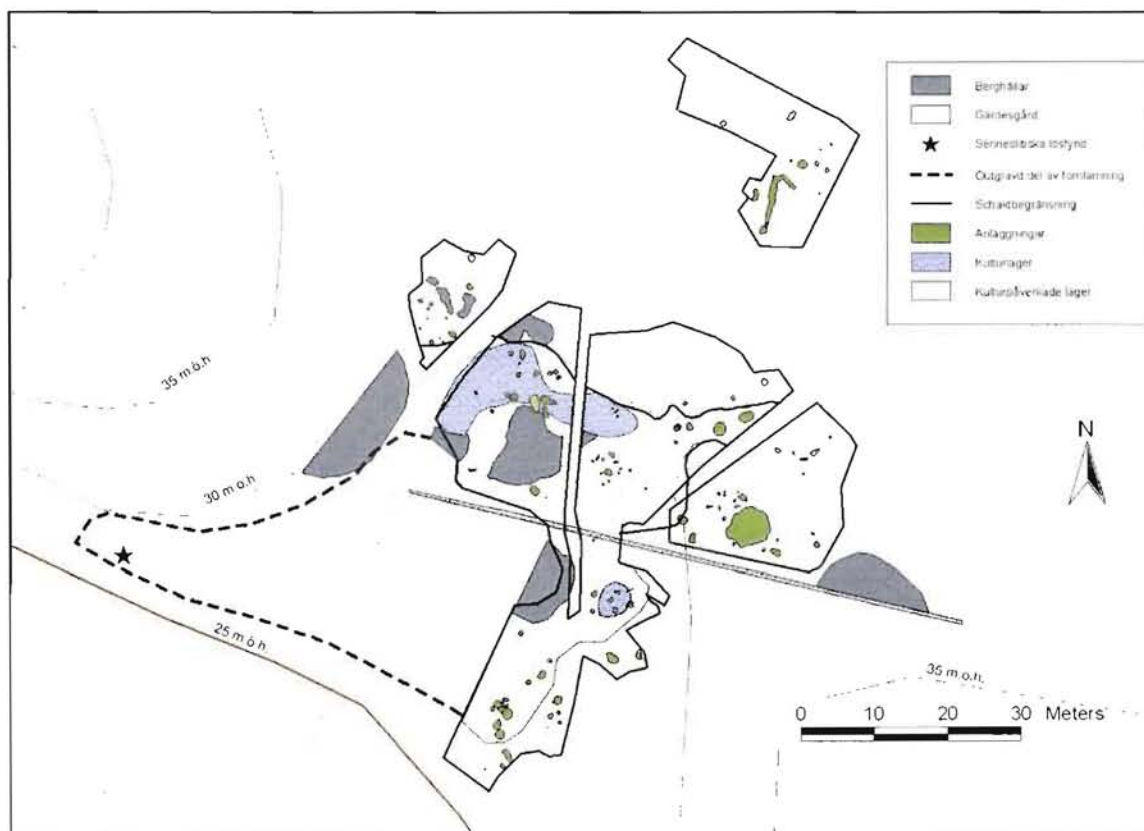 Berghällar
Gärdesgård
Senneolitiska lösfynd
Outgrävd del av fornlämning
Schaktbegränsning
Anläggningar
Kulturlager
Kulturpåverkade lager
35 m.ö.h
30 m.ö.h
25 m.ö.h.
35 m.ö.h.
N
0 10 20 30 Meters